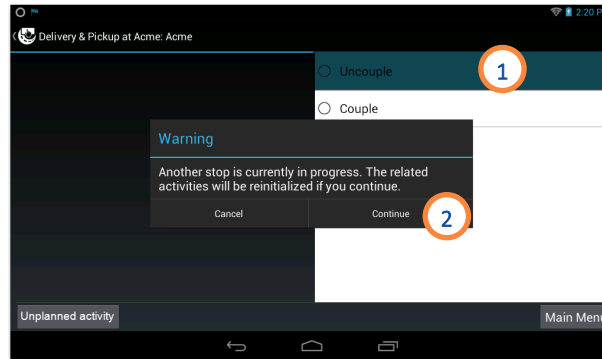 2:20 P
Delivery & Pickup at Acme: Acme
Uncouple
1
Couple
Warning
Another stop is currently in progress. The related
activities will be reinitialized if you continue.
Cancel
Continue
2
Unplanned activity
Main Menu